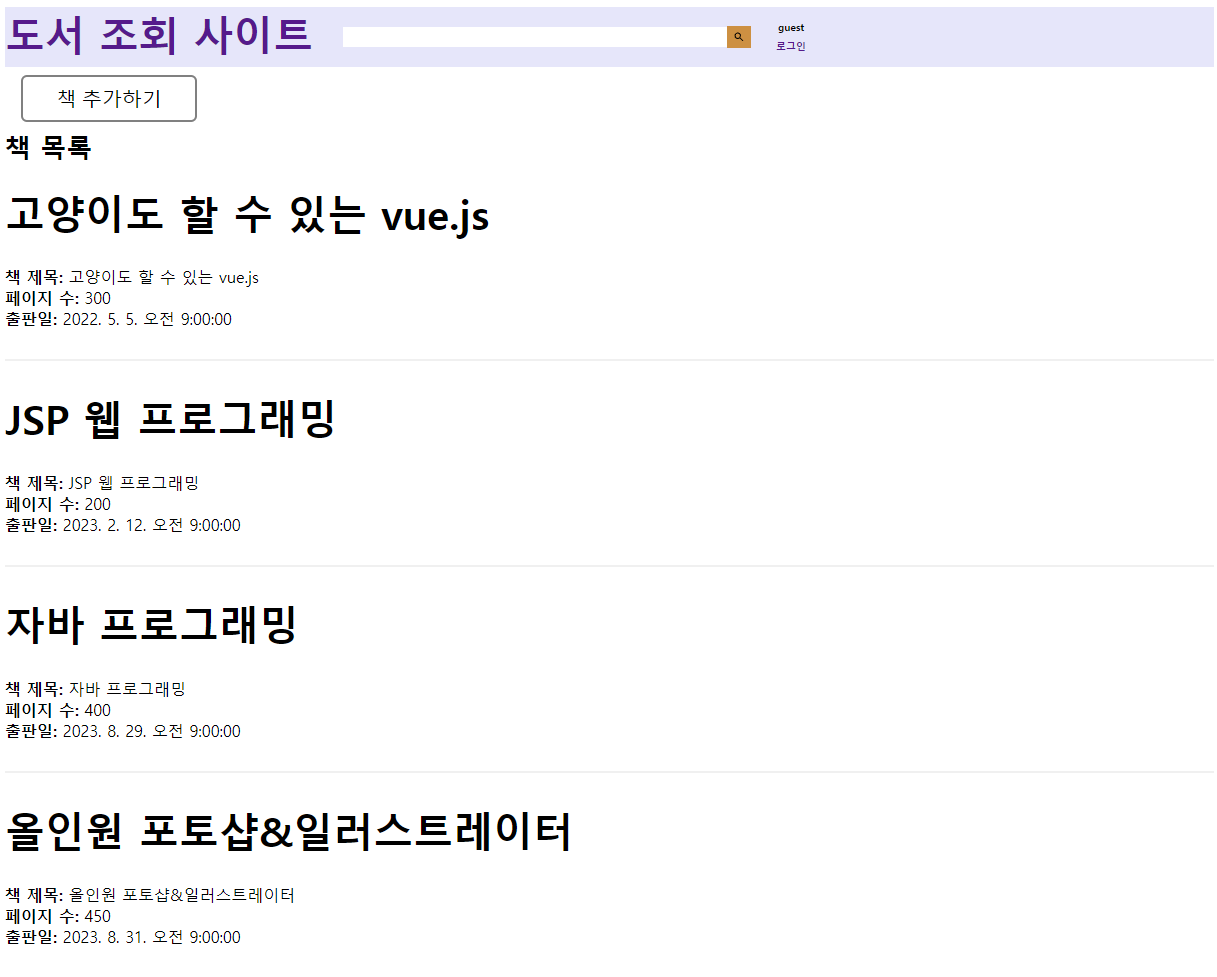 도서 조회 사이트
guest
로그인
책 추가하기
책 목록
고양이도 할 수 있는 vue.js
책 제목: 고양이도 할 수 있는 vue.js
페이지 수: 300
출판일: 2022. 5. 5. 오전 9:00:00
JSP 웹 프로그래밍
책 제목: JSP 웹 프로그래밍
페이지 수: 200
출판일: 2023. 2. 12. 오전 9:00:00
자바 프로그래밍
책 제목: 자바 프로그래밍
페이지 수: 400
출판일: 2023. 8. 29. 오전 9:00:00
올인원 포토샵&일러스트레이터
책 제목: 올인원 포토샵&일러스트레이터
페이지 수: 450
출판일: 2023. 8. 31. 오전 9:00:00